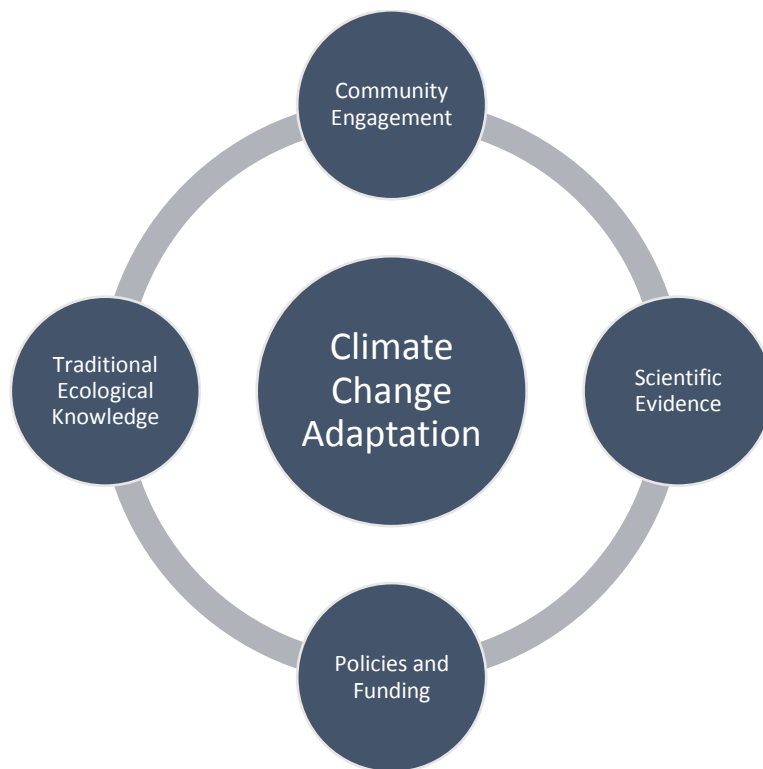 Community
Engagement
Traditional
Ecological
Knowledge
Climate
Change
Adaptation
Scientific
Evidence
Policies and
Funding